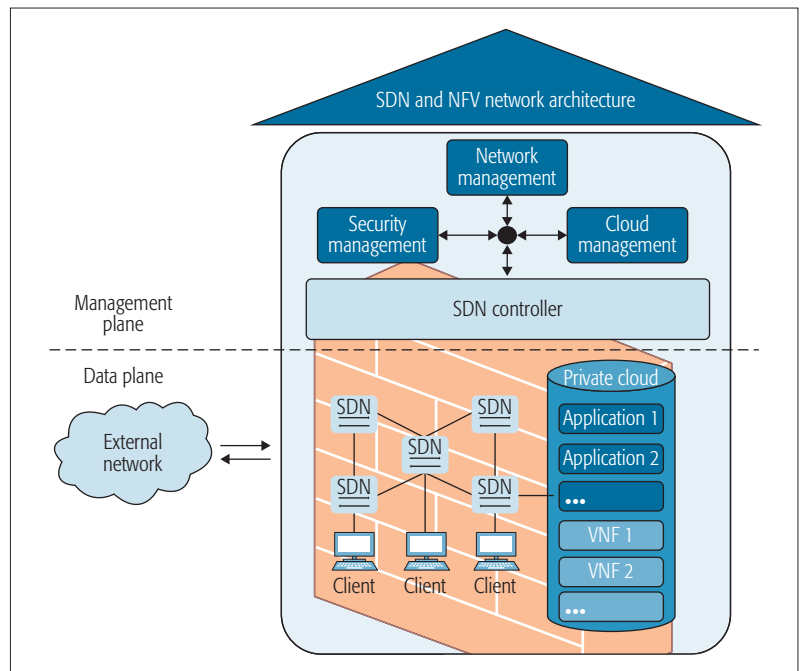 SDN and NFV network architecture
Network
management
Security
management
Cloud
management
SDN controller
Management
plane
Data plane
External
network
SDN
SDN
SDN
SDN
SDN
Client
Client
Client
Private cloud
Application 1
Application 2
...
VNF 1
VNF 2
...